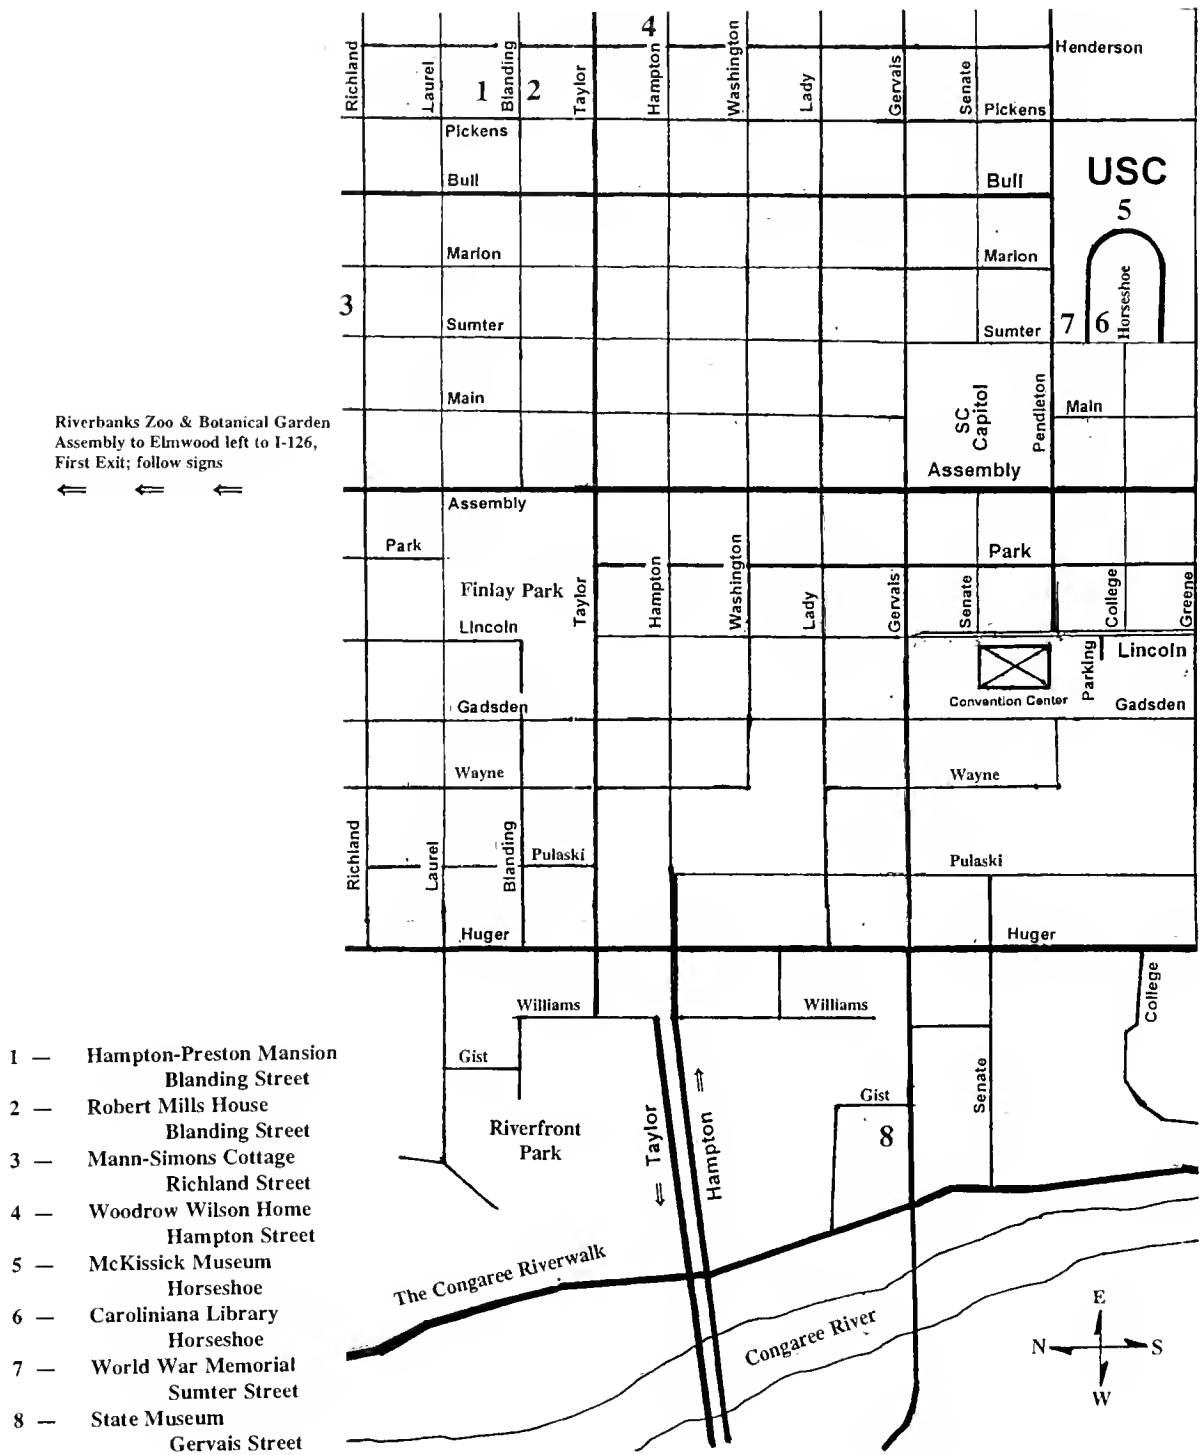 Richland
Laurel
Blanding
Taylor
4
Hampton
Washington
Lady
Gervais
Senate
Henderson
1
2
Pickens
Pickens
USC
Bull
Bull
5
Marion
Marion
Horseshoe
3
Sumter
Sumter
7
6
Main
SC
Capitol
Pendleton
Main
Riverbanks Zoo & Botanical Garden
Assembly to Elmwood left to I-126,
First Exit; follow signs
Assembly
Assembly
Park
Park
Finlay Park
Taylor
Hampton
Washington
Lady
Gervais
Senate
College
Greene
Lincoln
Lincoln
Parking
Convention Center
Gadsden
Gadsden
Wayne
Wayne
Richland
Laurel
Blanding
Pulaski
Pulaski
Huger
Huger
College
Williams
Williams
Gist
Senate
Gist
8
Riverfront
Park
Taylor
Hampton
The Congaree Riverwalk
Congaree River
E
N
S
W
1 — Hampton-Preston Mansion
Blanding Street
2 — Robert Mills House
Blanding Street
3 — Mann-Simons Cottage
Richland Street
4 — Woodrow Wilson Home
Hampton Street
5 — McKissick Museum
Horseshoe
6 — Caroliniana Library
Horseshoe
7 — World War Memorial
Sumter Street
8 — State Museum
Gervais Street